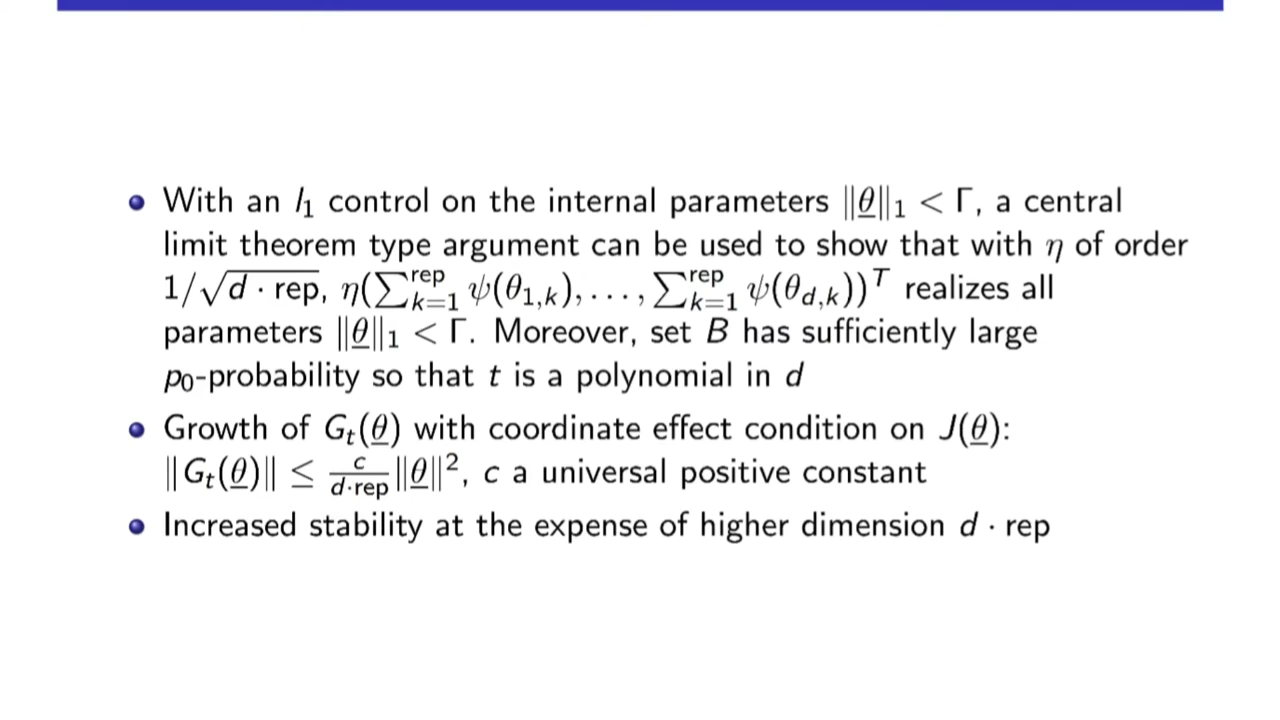 • With an l₁ control on the internal parameters ‖θ̲‖₁ < Γ, a central
limit theorem type argument can be used to show that with η of order
1/√(d · rep), η(∑ₖ₌₁^rep ψ(θ₁,ₖ), . . . , ∑ₖ₌₁^rep ψ(θ_d,ₖ))ᵀ realizes all
parameters ‖θ̲‖₁ < Γ. Moreover, set B has sufficiently large
p₀-probability so that t is a polynomial in d
• Growth of Gₜ(θ̲) with coordinate effect condition on J(θ̲):
‖Gₜ(θ̲)‖ ≤ c/(d·rep) ‖θ̲‖², c a universal positive constant
• Increased stability at the expense of higher dimension d · rep